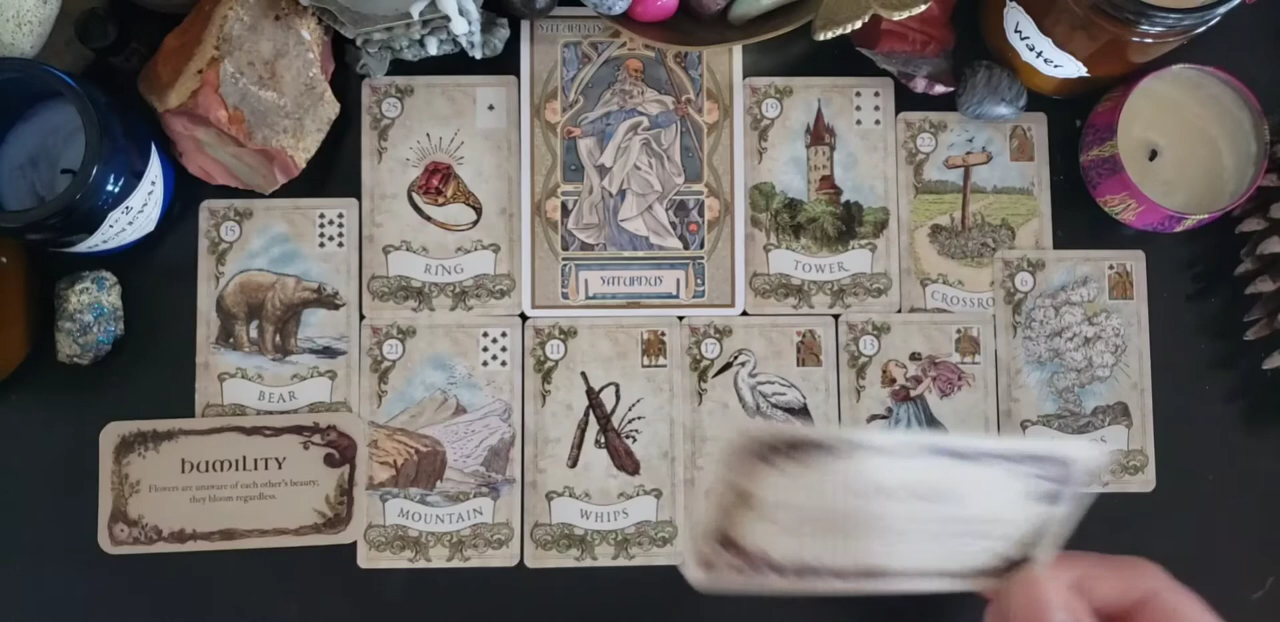 SATURNUS
Water
25
19
22
RING
SATURNUS
TOWER
15
6
BEAR
21
11
17
13
HUMILITY
Flowers are unaware of each other's beauty;
they bloom regardless.
MOUNTAIN
WHIPS